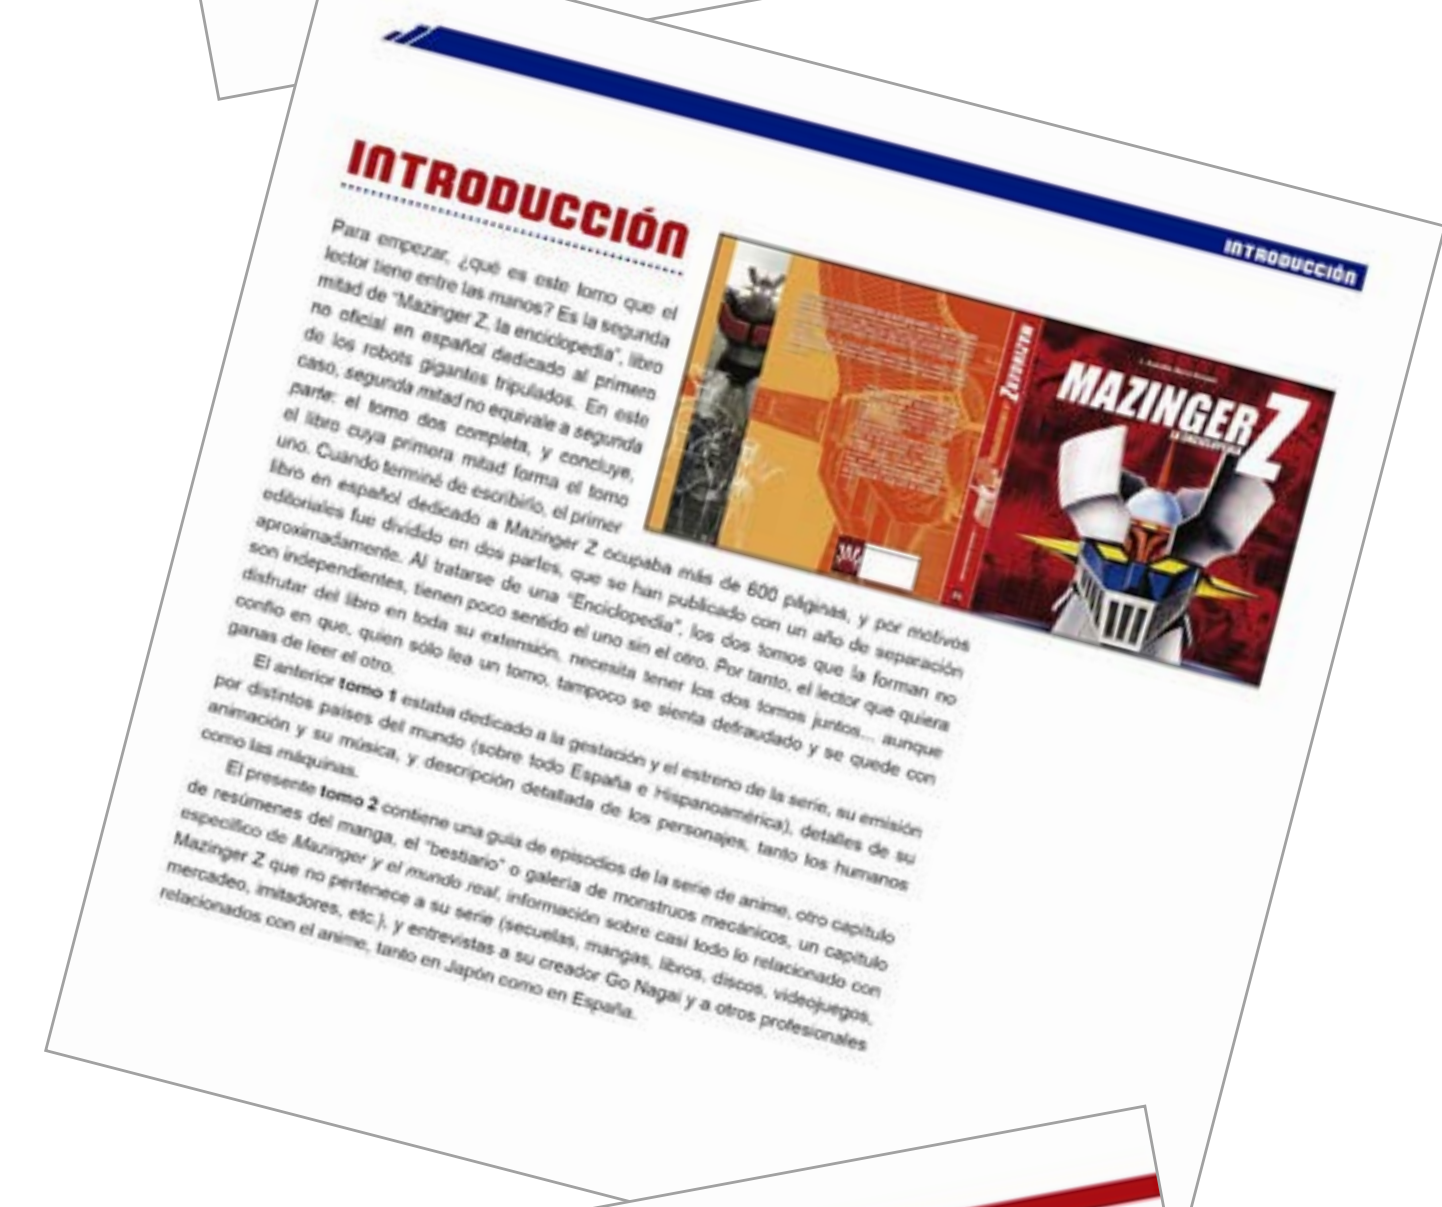 INTRODUCCIÓN
INTRODUCCIÓN
Para empezar, ¿qué es este tomo que el
lector tiene entre las manos? Es la segunda
mitad de "Mazinger Z, la enciclopedia", libro
no oficial en español dedicado al primero
de los robots gigantes tripulados. En este
caso, segunda mitad no equivale a segunda
parte: el tomo dos completa, y concluye,
el libro cuya primera mitad forma el tomo
uno. Cuando terminé de escribirlo, el primer
libro en español dedicado a Mazinger Z ocupaba más de 600 páginas, y por motivos
editoriales fue dividido en dos partes, que se han publicado con un año de separación
aproximadamente. Al tratarse de una "Enciclopedia", los dos tomos que la forman no
son independientes, tienen poco sentido el uno sin el otro. Por tanto, el lector que quiera
disfrutar del libro en toda su extensión, necesita tener los dos tomos juntos... aunque
confío en que, quien sólo lea un tomo, tampoco se sienta defraudado y se quede con
ganas de leer el otro.
El anterior tomo 1 estaba dedicado a la gestación y el estreno de la serie, su emisión
por distintos países del mundo (sobre todo España e Hispanoamérica), detalles de su
animación y su música, y descripción detallada de los personajes, tanto los humanos
como las máquinas.
El presente tomo 2 contiene una guía de episodios de la serie de anime, otro capítulo
de resúmenes del manga, el "bestiario" o galería de monstruos mecánicos, un capítulo
específico de Mazinger y el mundo real, información sobre casi todo lo relacionado con
Mazinger Z que no pertenece a su serie (secuelas, mangas, libros, discos, videojuegos,
mercadeo, imitadores, etc.), y entrevistas a su creador Go Nagai y a otros profesionales
relacionados con el anime, tanto en Japón como en España.
MAZINGER Z
LA ENCICLOPEDIA
MAZINGER Z